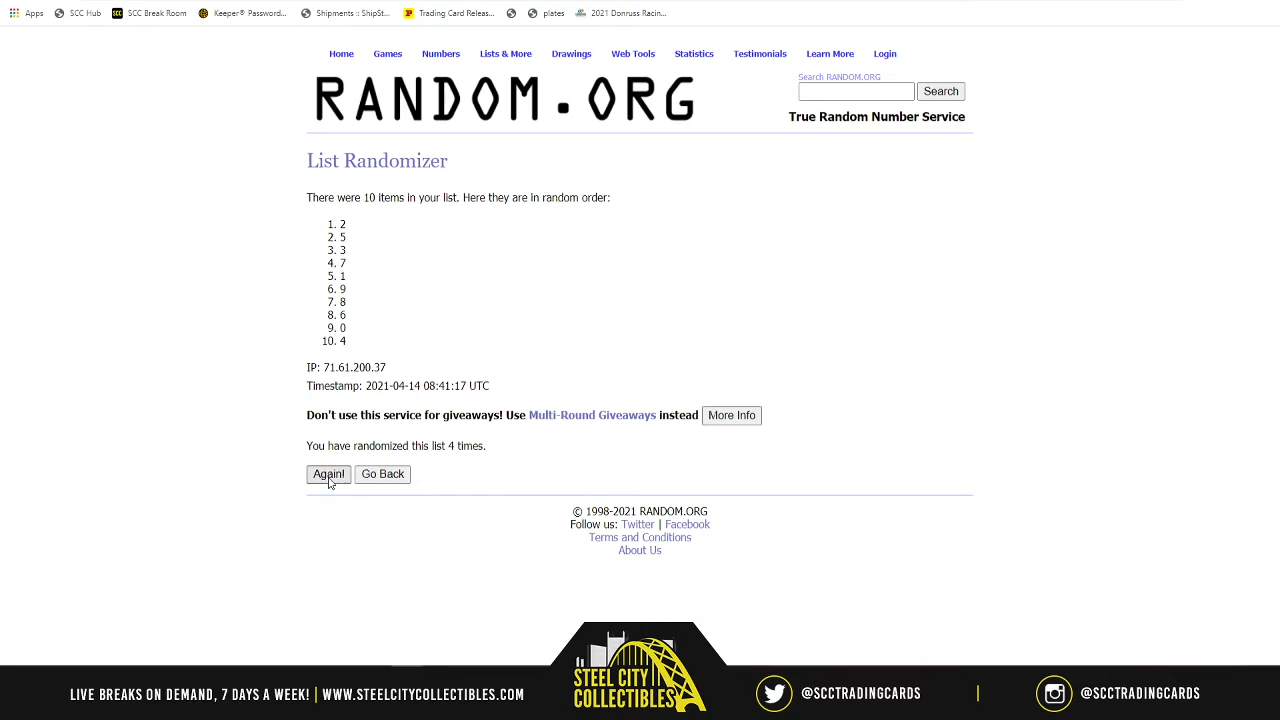 Apps SCC Hub SCC Break Room Keeper® Password... Shipments :: ShipSt... Trading Card Releas... plates 2021 Donruss Racin...
Home Games Numbers Lists & More Drawings Web Tools Statistics Testimonials Learn More Login
RANDOM.ORG
Search RANDOM.ORG
Search
True Random Number Service
List Randomizer
There were 10 items in your list. Here they are in random order:
1. 2
2. 5
3. 3
4. 7
5. 1
6. 9
7. 8
8. 6
9. 0
10. 4
IP: 71.61.200.37
Timestamp: 2021-04-14 08:41:17 UTC
Don't use this service for giveaways! Use Multi-Round Giveaways instead More Info
You have randomized this list 4 times.
Again! Go Back
© 1998-2021 RANDOM.ORG
Follow us: Twitter | Facebook
Terms and Conditions
About Us
LIVE BREAKS ON DEMAND, 7 DAYS A WEEK! | WWW.STEELCITYCOLLECTIBLES.COM
STEEL CITY
COLLECTIBLES
@SCCTRADINGCARDS | @SCCTRADINGCARDS